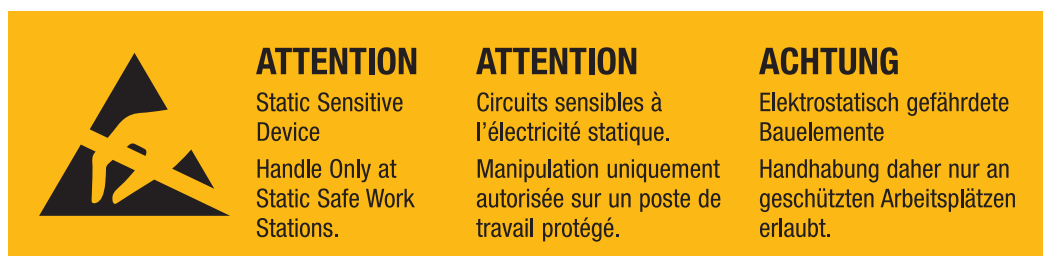 ATTENTION
Static Sensitive
Device
Handle Only at
Static Safe Work
Stations.
ATTENTION
Circuits sensibles à
l'électricité statique.
Manipulation uniquement
autorisée sur un poste de
travail protégé.
ACHTUNG
Elektrostatisch gefährdete
Bauelemente
Handhabung daher nur an
geschützten Arbeitsplätzen
erlaubt.